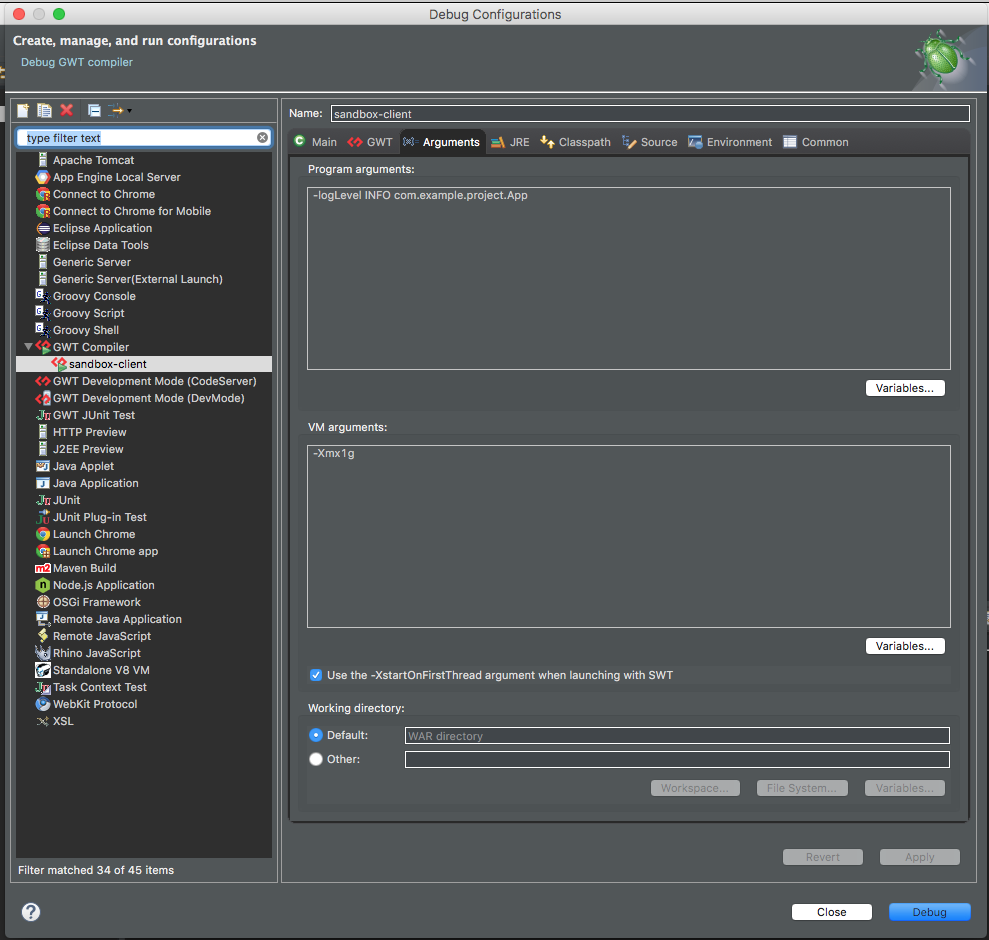 Debug Configurations
Create, manage, and run configurations
Debug GWT compiler
type filter text
Apache Tomcat
App Engine Local Server
Connect to Chrome
Connect to Chrome for Mobile
Eclipse Application
Eclipse Data Tools
Generic Server
Generic Server(External Launch)
Groovy Console
Groovy Script
Groovy Shell
GWT Compiler
sandbox-client
GWT Development Mode (CodeServer)
GWT Development Mode (DevMode)
GWT JUnit Test
HTTP Preview
J2EE Preview
Java Applet
Java Application
JUnit
JUnit Plug-in Test
Launch Chrome
Launch Chrome app
Maven Build
Node.js Application
OSGi Framework
Remote Java Application
Remote JavaScript
Rhino JavaScript
Standalone V8 VM
Task Context Test
WebKit Protocol
XSL
Filter matched 34 of 45 items
Name: sandbox-client
Main GWT Arguments JRE Classpath Source Environment Common
Program arguments:
-logLevel INFO com.example.project.App
Variables...
VM arguments:
-Xmx1g
Variables...
Use the -XstartOnFirstThread argument when launching with SWT
Working directory:
Default: WAR directory
Other:
Workspace... File System... Variables...
Revert Apply
? Close Debug